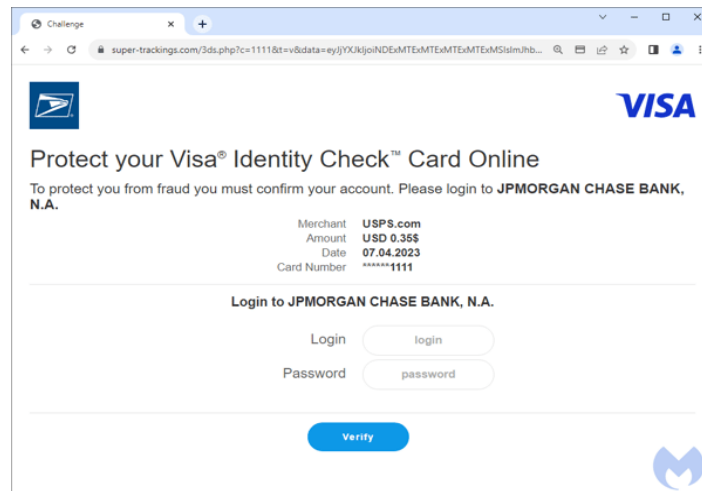 Challenge
super-trackings.com/3ds.php?c=1111&t=v&data=eyJjYXJkIjoiNDExMTExMTExMTExMTExMSIsImJhb...
VISA
Protect your Visa® Identity Check™ Card Online
To protect you from fraud you must confirm your account. Please login to JPMORGAN CHASE BANK,
N.A.
Merchant USPS.com
Amount USD 0.35$
Date 07.04.2023
Card Number ******1111
Login to JPMORGAN CHASE BANK, N.A.
Login login
Password password
Verify